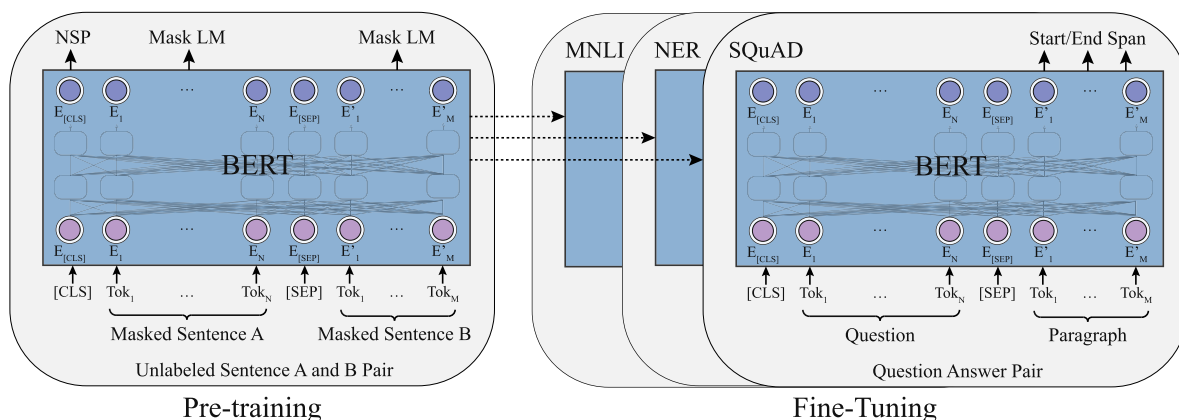 NSP Mask LM Mask LM
E[CLS] E1 ... EN E[SEP] E'1 ... E'M
BERT
E[CLS] E1 ... EN E[SEP] E'1 ... E'M
[CLS] Tok1 ... TokN [SEP] Tok1 ... TokM
Masked Sentence A Masked Sentence B
Unlabeled Sentence A and B Pair
Pre-training
MNLI NER SQuAD
Start/End Span
E[CLS] E1 ... EN E[SEP] E'1 ... E'M
BERT
E[CLS] E1 ... EN E[SEP] E'1 ... E'M
[CLS] Tok1 ... TokN [SEP] Tok1 ... TokM
Question Paragraph
Question Answer Pair
Fine-Tuning